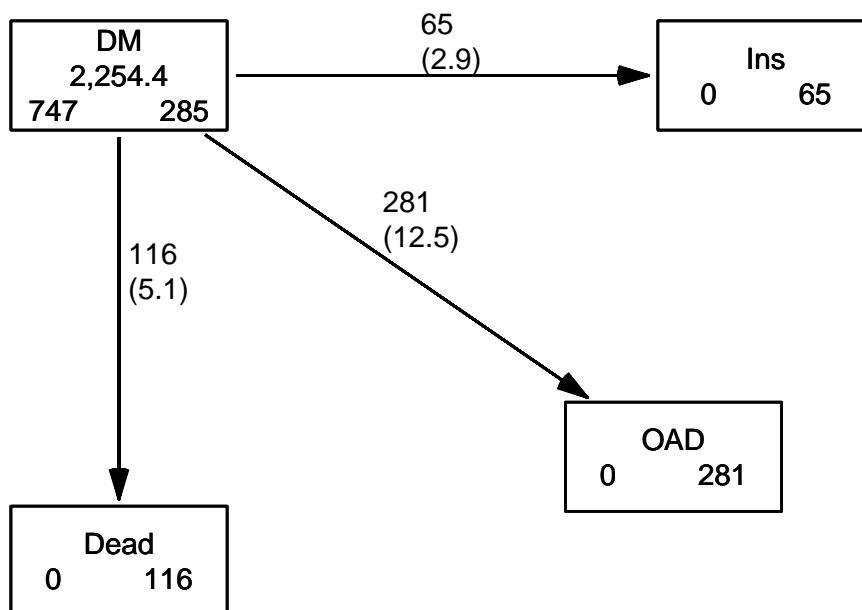 DM
2,254.4
747 285
65
(2.9)
Ins
0 65
281
(12.5)
116
(5.1)
OAD
0 281
Dead
0 116